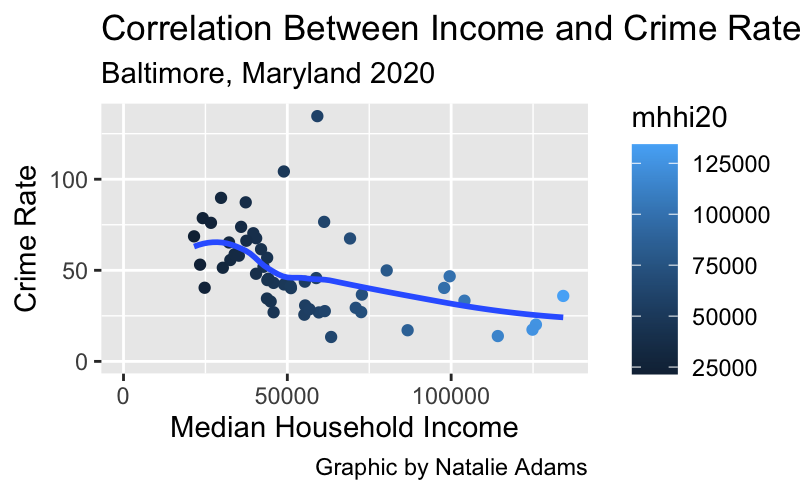 Correlation Between Income and Crime Rate
Baltimore, Maryland 2020
Crime Rate
100
50
0
0
50000
100000
Median Household Income
Graphic by Natalie Adams
mhhi20
125000
100000
75000
50000
25000